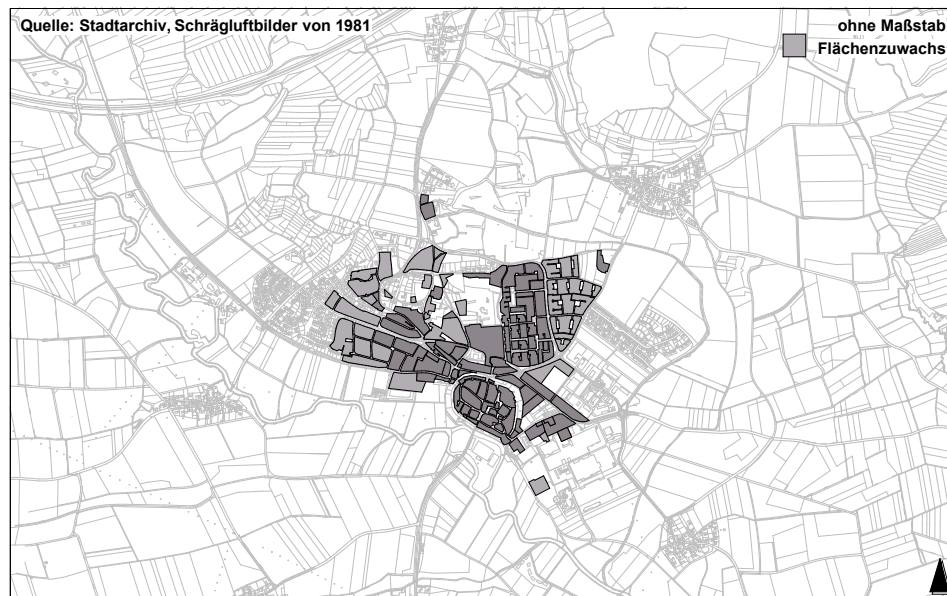 Quelle: Stadtarchiv, Schrägluftbilder von 1981
ohne Maßstab
Flächenzuwachs